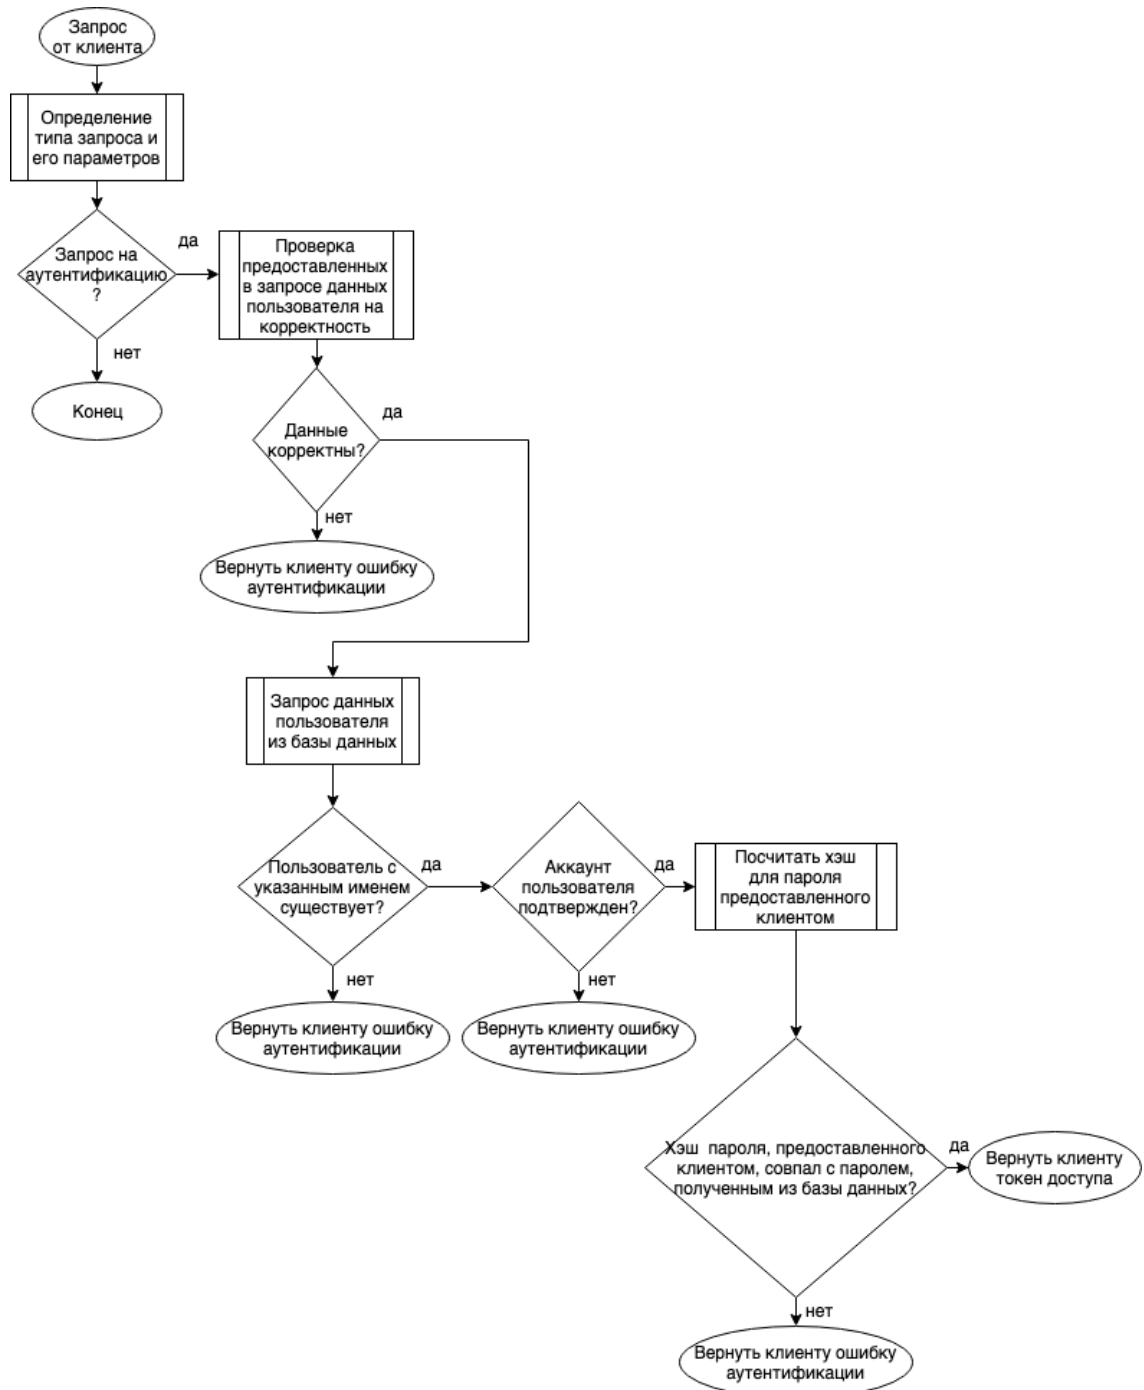 Запрос
от клиента
Определение
типа запроса и
его параметров
Запрос на
аутентификацию
?
да
нет
Конец
Проверка
предоставленных
в запросе данных
пользователя на
корректность
Данные
корректны?
да
нет
Вернуть клиенту ошибку
аутентификации
Запрос данных
пользователя
из базы данных
Пользователь с
указанным именем
существует?
да
нет
Вернуть клиенту ошибку
аутентификации
Аккаунт
пользователя
подтвержден?
да
нет
Вернуть клиенту ошибку
аутентификации
Посчитать хэш
для пароля
предоставленного
клиентом
Хэш  пароля, предоставленного
клиентом, совпал с паролем,
полученным из базы данных?
да
Вернуть клиенту
токен доступа
нет
Вернуть клиенту ошибку
аутентификации